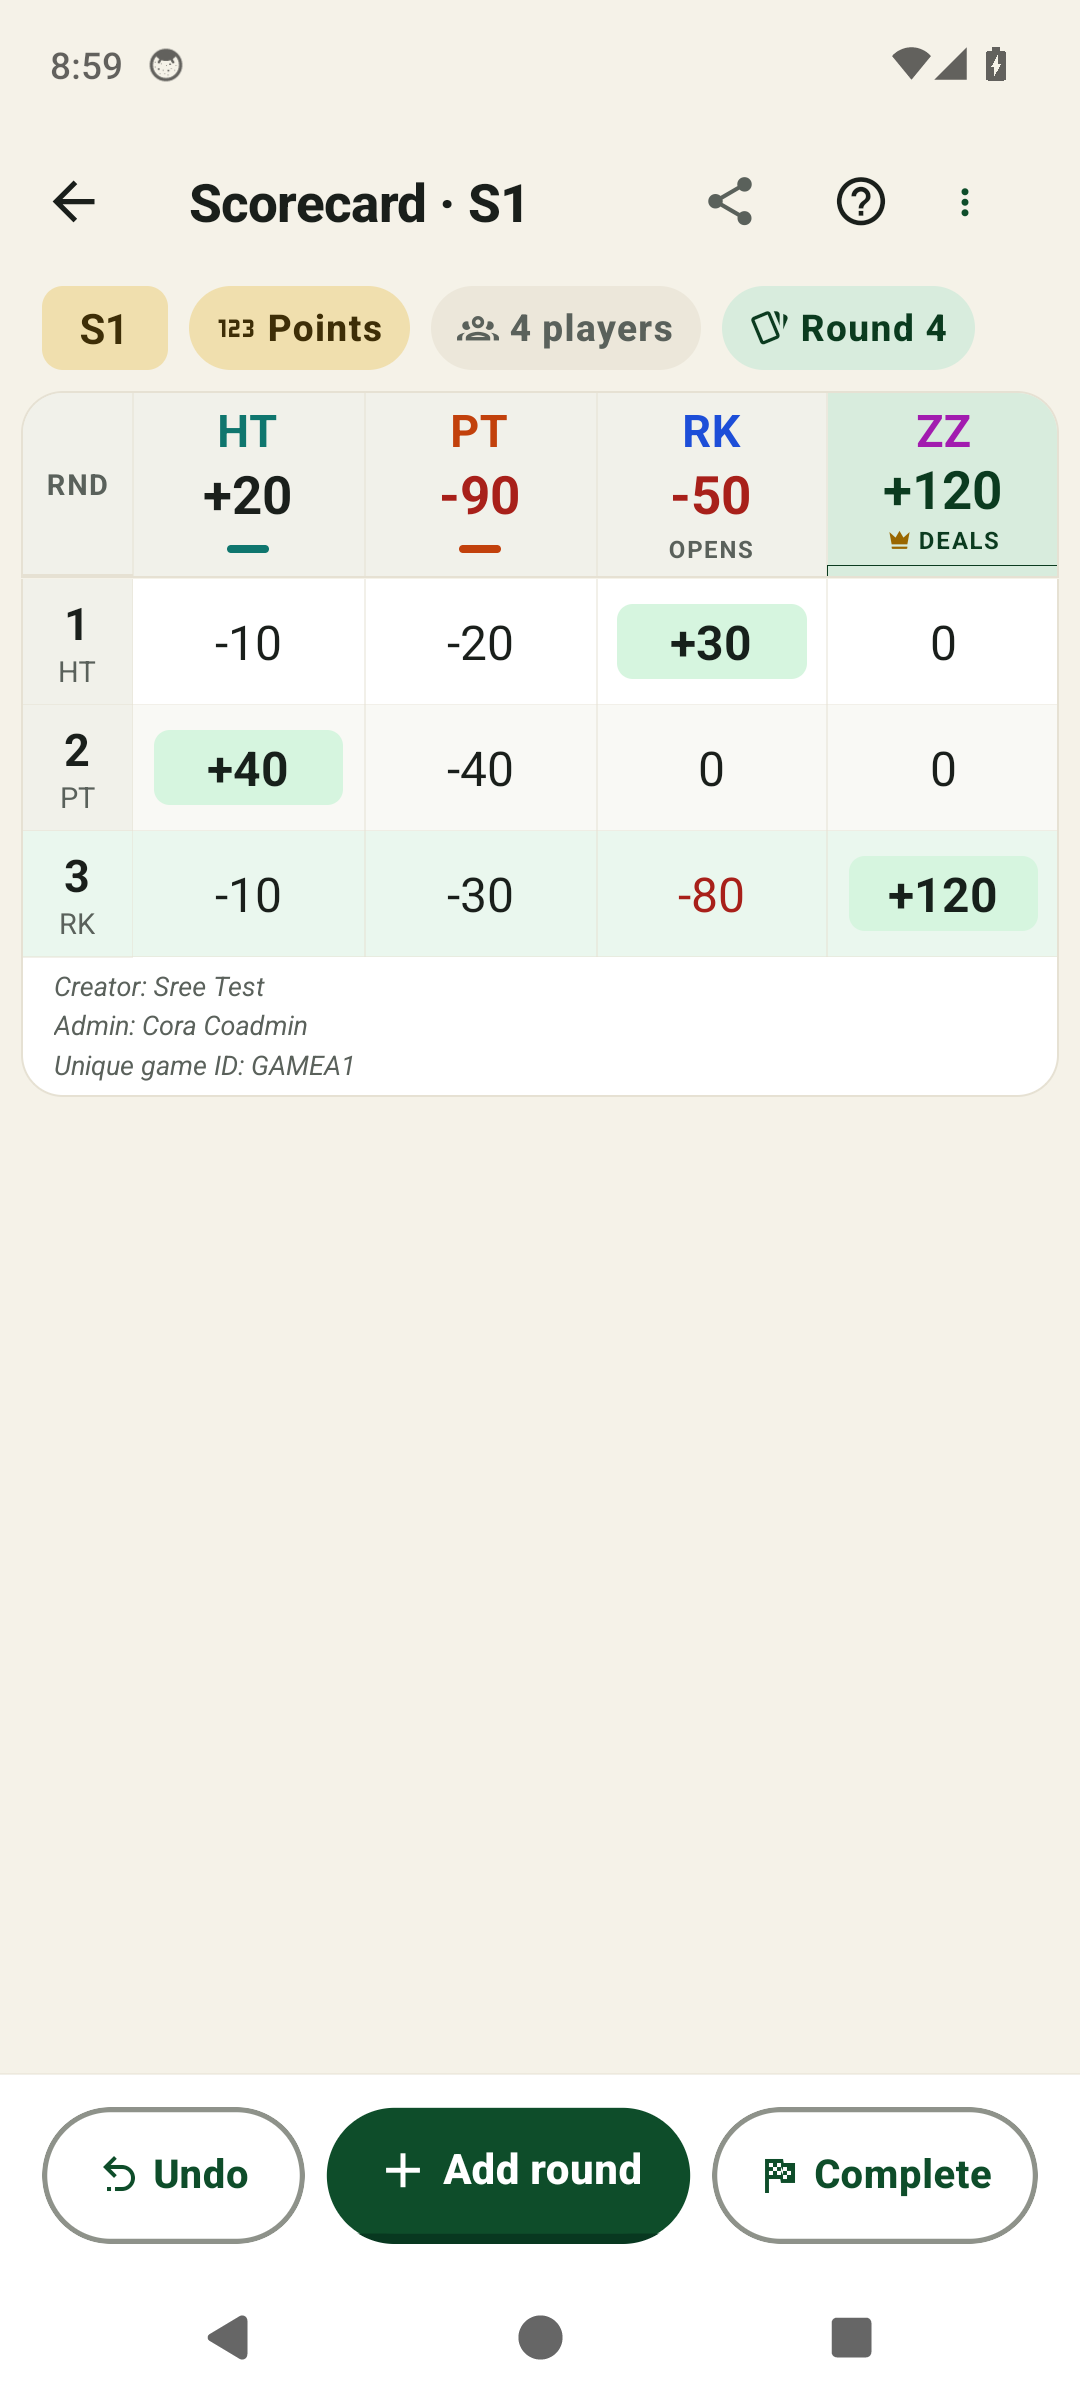 8:59
Scorecard · S1
S1
123 Points
4 players
Round 4
RND
HT
+20
PT
-90
RK
-50
OPENS
ZZ
+120
DEALS
1
HT
-10
-20
+30
0
2
PT
+40
-40
0
0
3
RK
-10
-30
-80
+120
Creator: Sree Test
Admin: Cora Coadmin
Unique game ID: GAMEA1
Undo
+ Add round
Complete